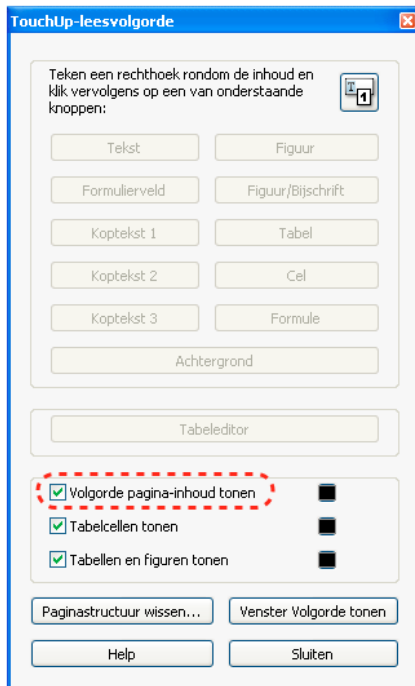 TouchUp-leesvolgorde
Teken een rechthoek rondom de inhoud en
klik vervolgens op een van onderstaande
knoppen:
Tekst
Figuur
Formulierveld
Figuur/Bijschrift
Koptekst 1
Tabel
Koptekst 2
Cel
Koptekst 3
Formule
Achtergrond
Tabeleditor
Volgorde pagina-inhoud tonen
Tabelcellen tonen
Tabellen en figuren tonen
Paginastructuur wissen...
Venster Volgorde tonen
Help
Sluiten